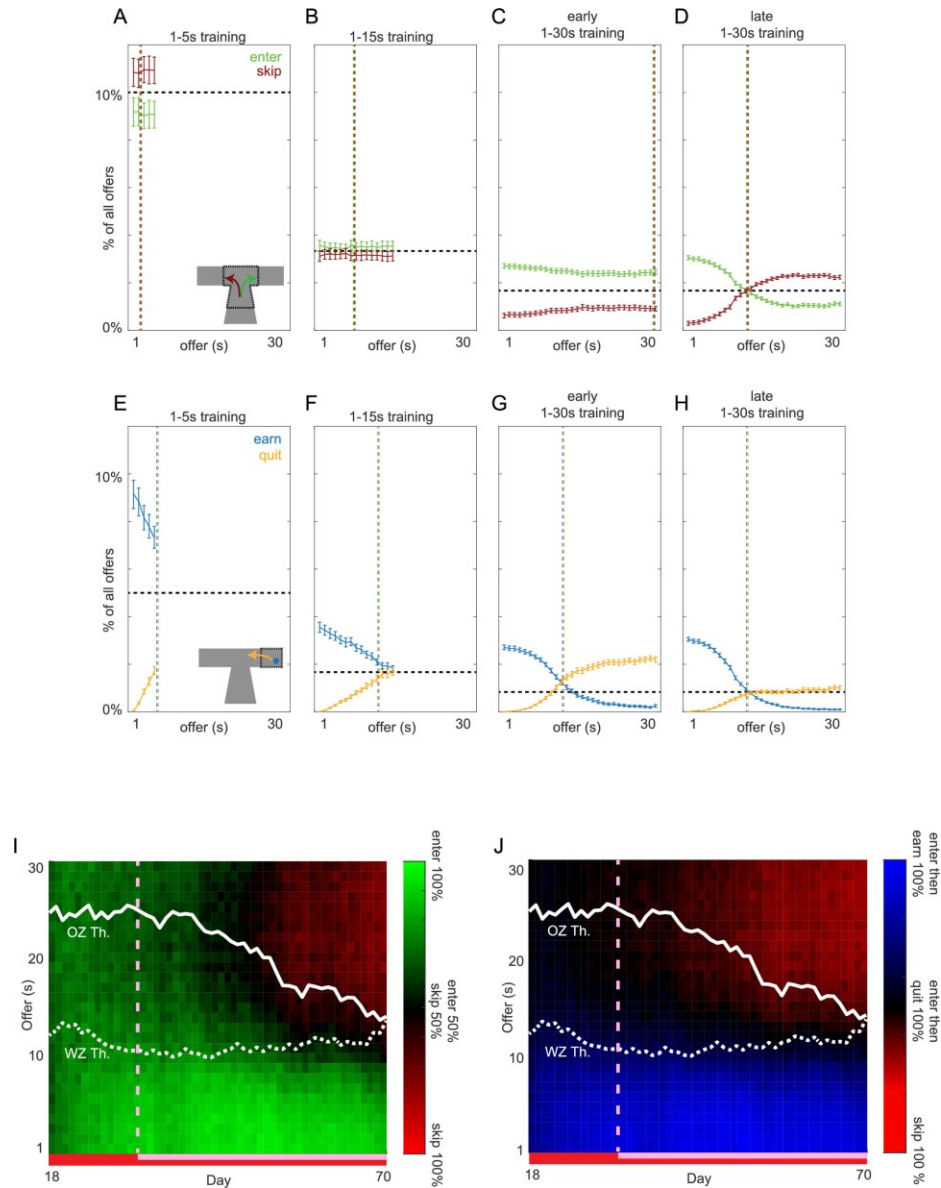 A
1-5s training
B
1-15s training
C
early
1-30s training
D
late
1-30s training
enter
skip
10%
% of all offers
0%
1
30
offer (s)
1
30
offer (s)
1
30
offer (s)
1
30
offer (s)
E
1-5s training
F
1-15s training
G
early
1-30s training
H
late
1-30s training
earn
quit
10%
% of all offers
0%
1
30
offer (s)
1
30
offer (s)
1
30
offer (s)
1
30
offer (s)
I
30
20
10
1
Offer (s)
OZ Th.
WZ Th.
18
Day
70
enter 100%
enter 50%
skip 50%
skip 100%
J
30
20
10
1
Offer (s)
OZ Th.
WZ Th.
18
Day
70
enter then
earn 100%
enter then
quit 100%
skip 100 %